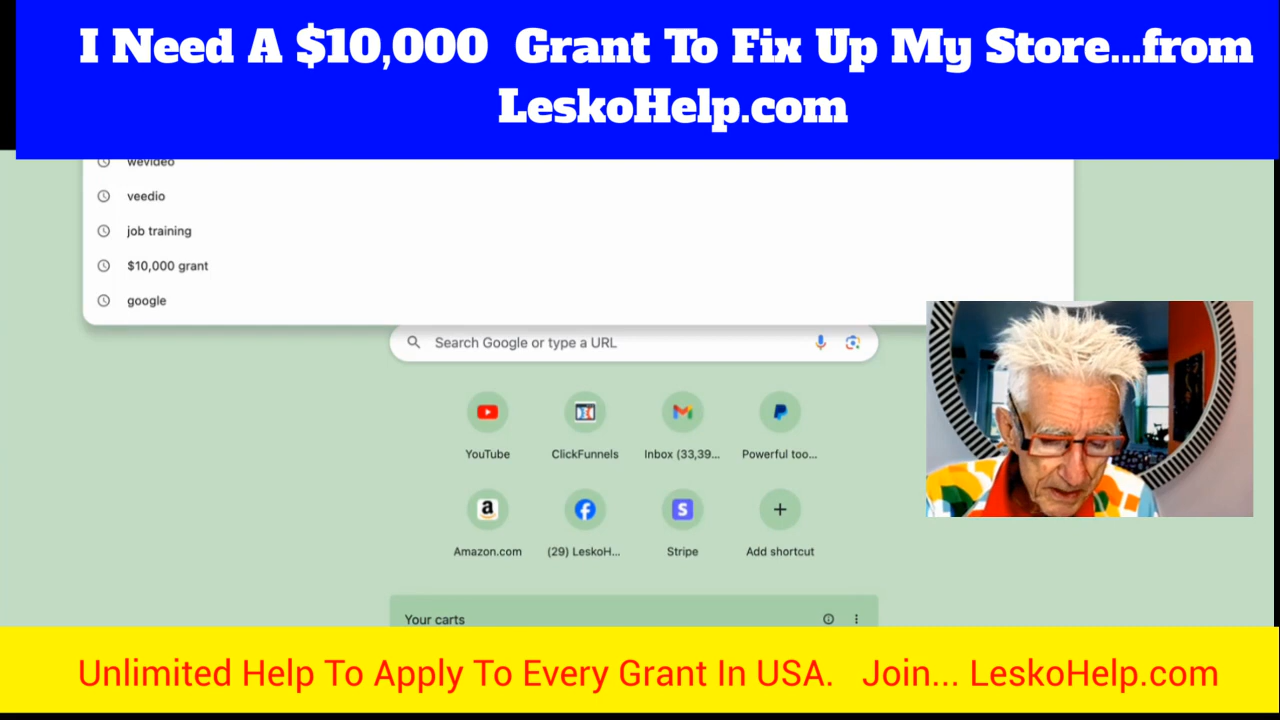 I Need A $10,000 Grant To Fix Up My Store...from
LeskoHelp.com
wevideo
veedio
job training
$10,000 grant
google
Search Google or type a URL
YouTube
ClickFunnels
Inbox (33,39...
Powerful too...
Amazon.com
(29) LeskoH...
Stripe
Add shortcut
Your carts
Unlimited Help To Apply To Every Grant In USA. Join... LeskoHelp.com